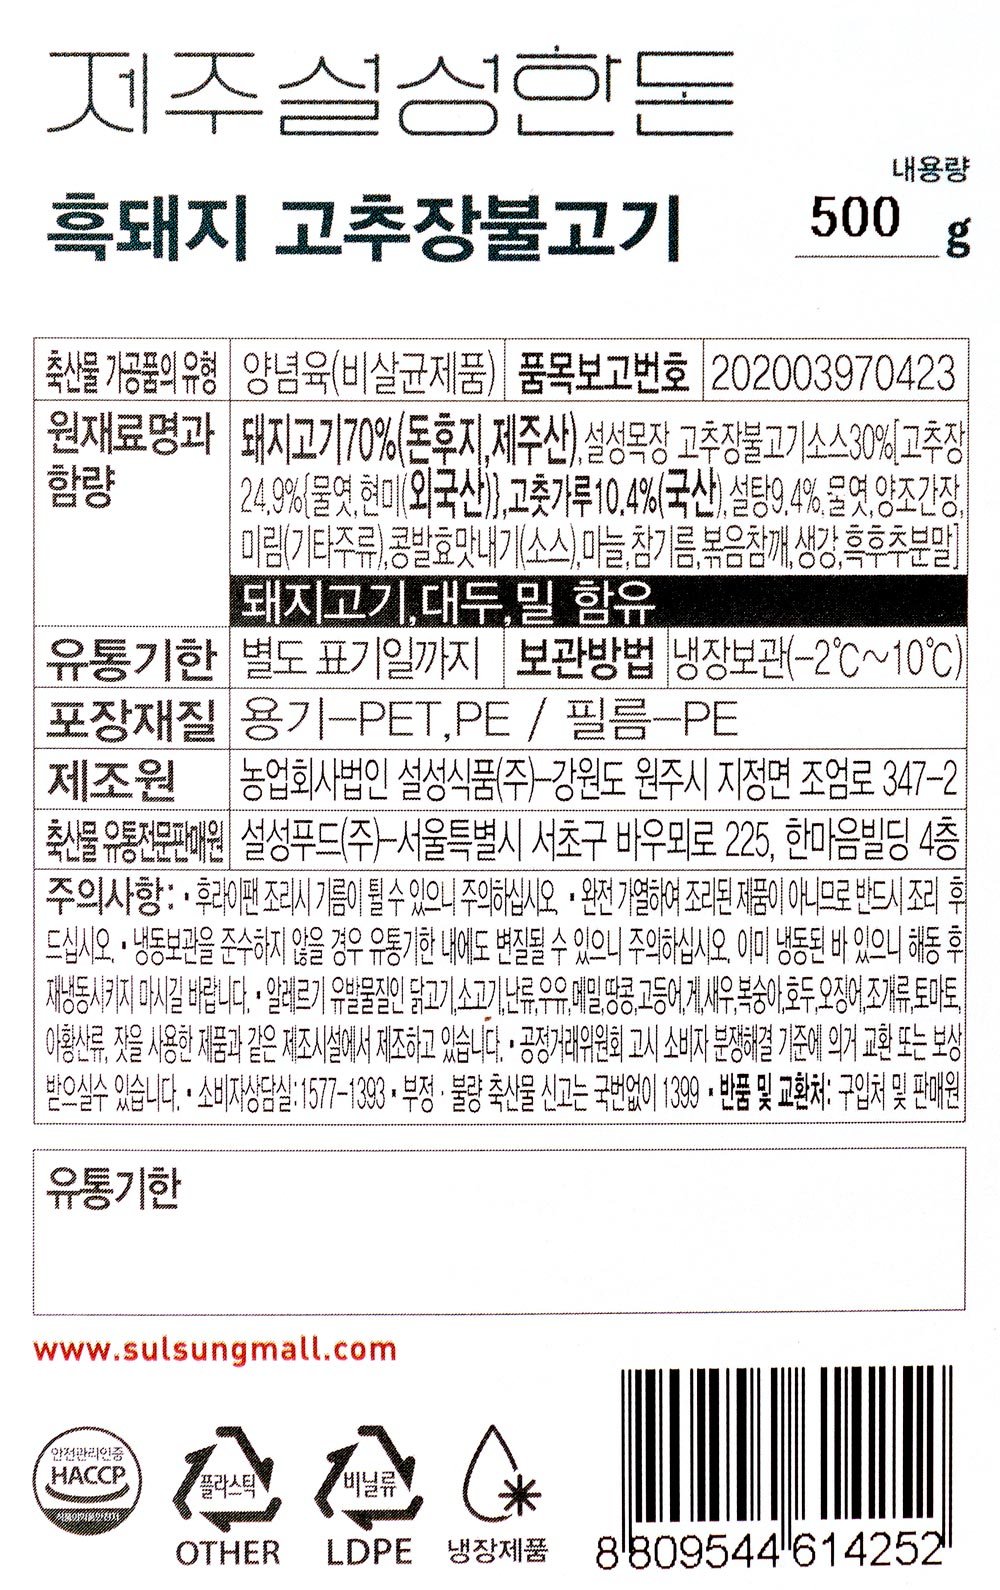 제주설성한돈
내용량
흑돼지 고추장불고기
500 g
축산물 가공품의 유형 양념육(비살균제품) 품목보고번호 202003970423
원재료명과 돼지고기70%(돈후지,제주산),설성목장 고추장불고기소스30%[고추장
함량 24.9%{물엿,현미(외국산)},고춧가루10.4%(국산),설탕9.4%,물엿,양조간장,
미림(기타주류),콩발효맛내기(소스),마늘,참기름,볶음참깨,생강,흑후추분말]
돼지고기,대두,밀 함유
유통기한 별도 표기일까지 보관방법 냉장보관(-2℃~10℃)
포장재질 용기-PET,PE / 필름-PE
제조원 농업회사법인 설성식품(주)-강원도 원주시 지정면 조엄로 347-2
축산물 유통전문판매원 설성푸드(주)-서울특별시 서초구 바우뫼로 225, 한마음빌딩 4층
주의사항: • 후라이팬 조리시 기름이 튈 수 있으니 주의하십시오. • 완전 가열하여 조리된 제품이 아니므로 반드시 조리 후
드십시오. • 냉동보관을 준수하지 않을 경우 유통기한 내에도 변질될 수 있으니 주의하십시오. 이미 냉동된 바 있으니 해동 후
재냉동시키지 마시길 바랍니다. • 알레르기 유발물질인 닭고기,소고기,난류,우유,메밀,땅콩,고등어,게,새우,복숭아,호두,오징어,조개류,토마토,
아황산류, 잣을 사용한 제품과 같은 제조시설에서 제조하고 있습니다. • 공정거래위원회 고시 소비자 분쟁해결 기준에 의거 교환 또는 보상
받으실수 있습니다. • 소비자상담실:1577-1393 • 부정·불량 축산물 신고는 국번없이 1399 • 반품 및 교환처: 구입처 및 판매원
유통기한
www.sulsungmall.com
안전관리인증
HACCP
식품의약품안전처
플라스틱
OTHER
비닐류
LDPE
냉장제품
8 809544 614252